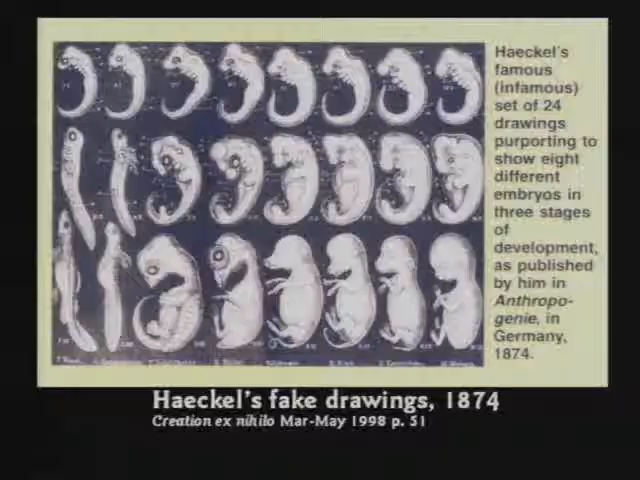 Haeckel's
famous
(infamous)
set of 24
drawings
purporting to
show eight
different
embryos in
three stages
of
development,
as published
by him in
Anthropo-
genie, in
Germany,
1874.
Haeckel's fake drawings, 1874
Creation ex nihilo Mar-May 1998 p. 51